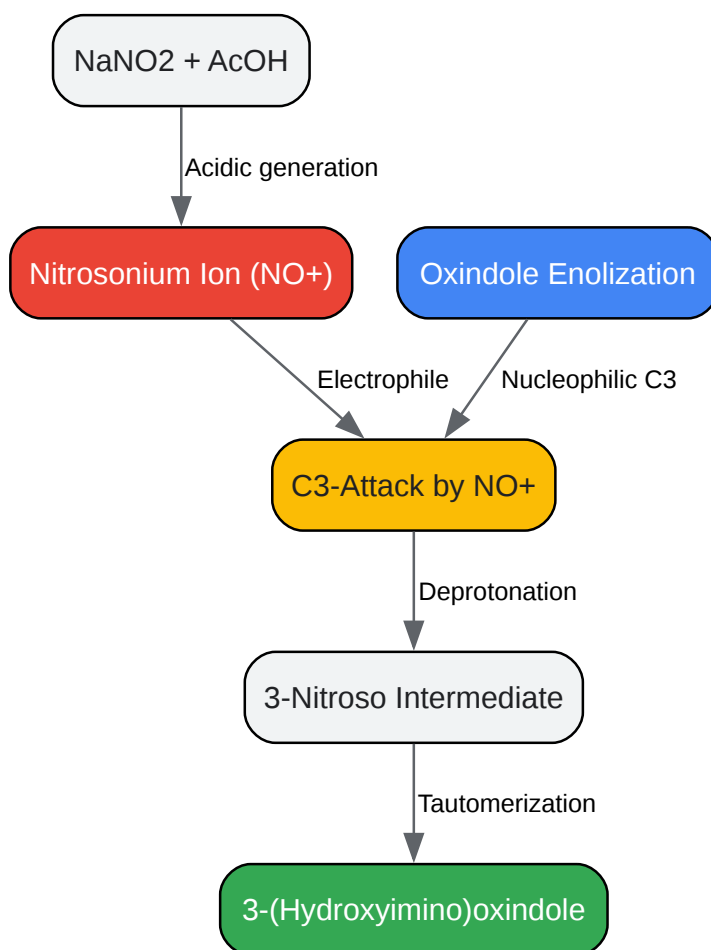 NaNO2 + AcOH
Acidic generation
Nitrosonium Ion (NO+)
Oxindole Enolization
Electrophile
Nucleophilic C3
C3-Attack by NO+
Deprotonation
3-Nitroso Intermediate
Tautomerization
3-(Hydroxyimino)oxindole